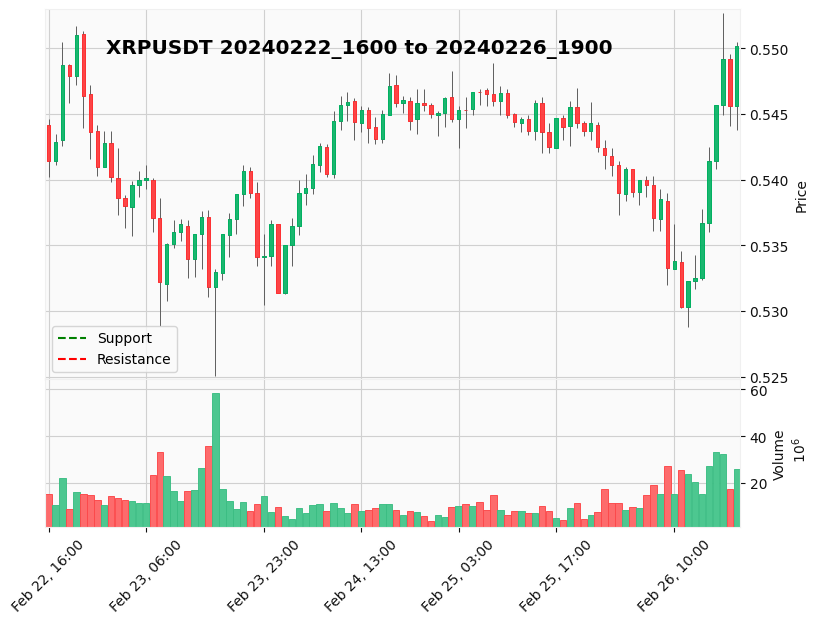 XRPUSDT 20240222_1600 to 20240226_1900
0.550
0.545
0.540
0.535
0.530
0.525
Price
Support
Resistance
60
40
20
Volume
10^6
Feb 22, 16:00
Feb 23, 06:00
Feb 23, 23:00
Feb 24, 13:00
Feb 25, 03:00
Feb 25, 17:00
Feb 26, 10:00